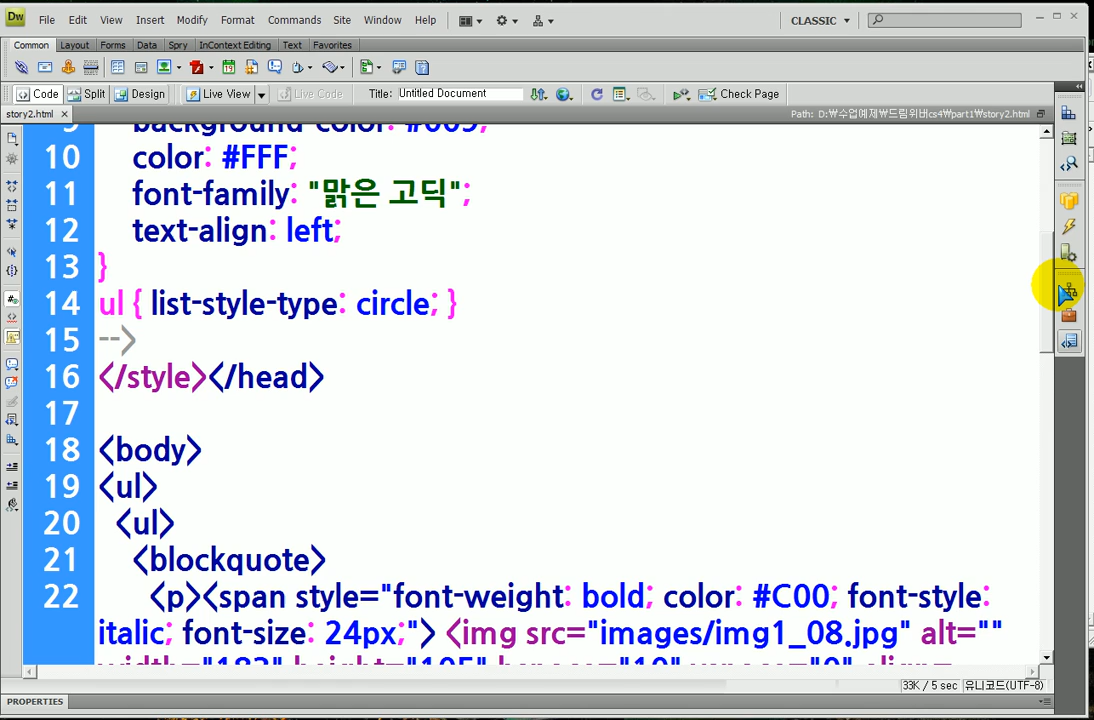 Dw File Edit View Insert Modify Format Commands Site Window Help CLASSIC
Common Layout Forms Data Spry InContext Editing Text Favorites
Code Split Design Live View Live Code Title: Untitled Document Check Page
story2.html Path: D:₩수업예제₩드림위버cs4₩part1₩story2.html
10 color: #FFF;
11 font-family: "맑은 고딕";
12 text-align: left;
13 }
14 ul { list-style-type: circle; }
15 -->
16 </style></head>
17
18 <body>
19 <ul>
20 <ul>
21 <blockquote>
22 <p><span style="font-weight: bold; color: #C00; font-style:
italic; font-size: 24px;"> <img src="images/img1_08.jpg" alt=""
33K / 5 sec 유니코드(UTF-8)
PROPERTIES